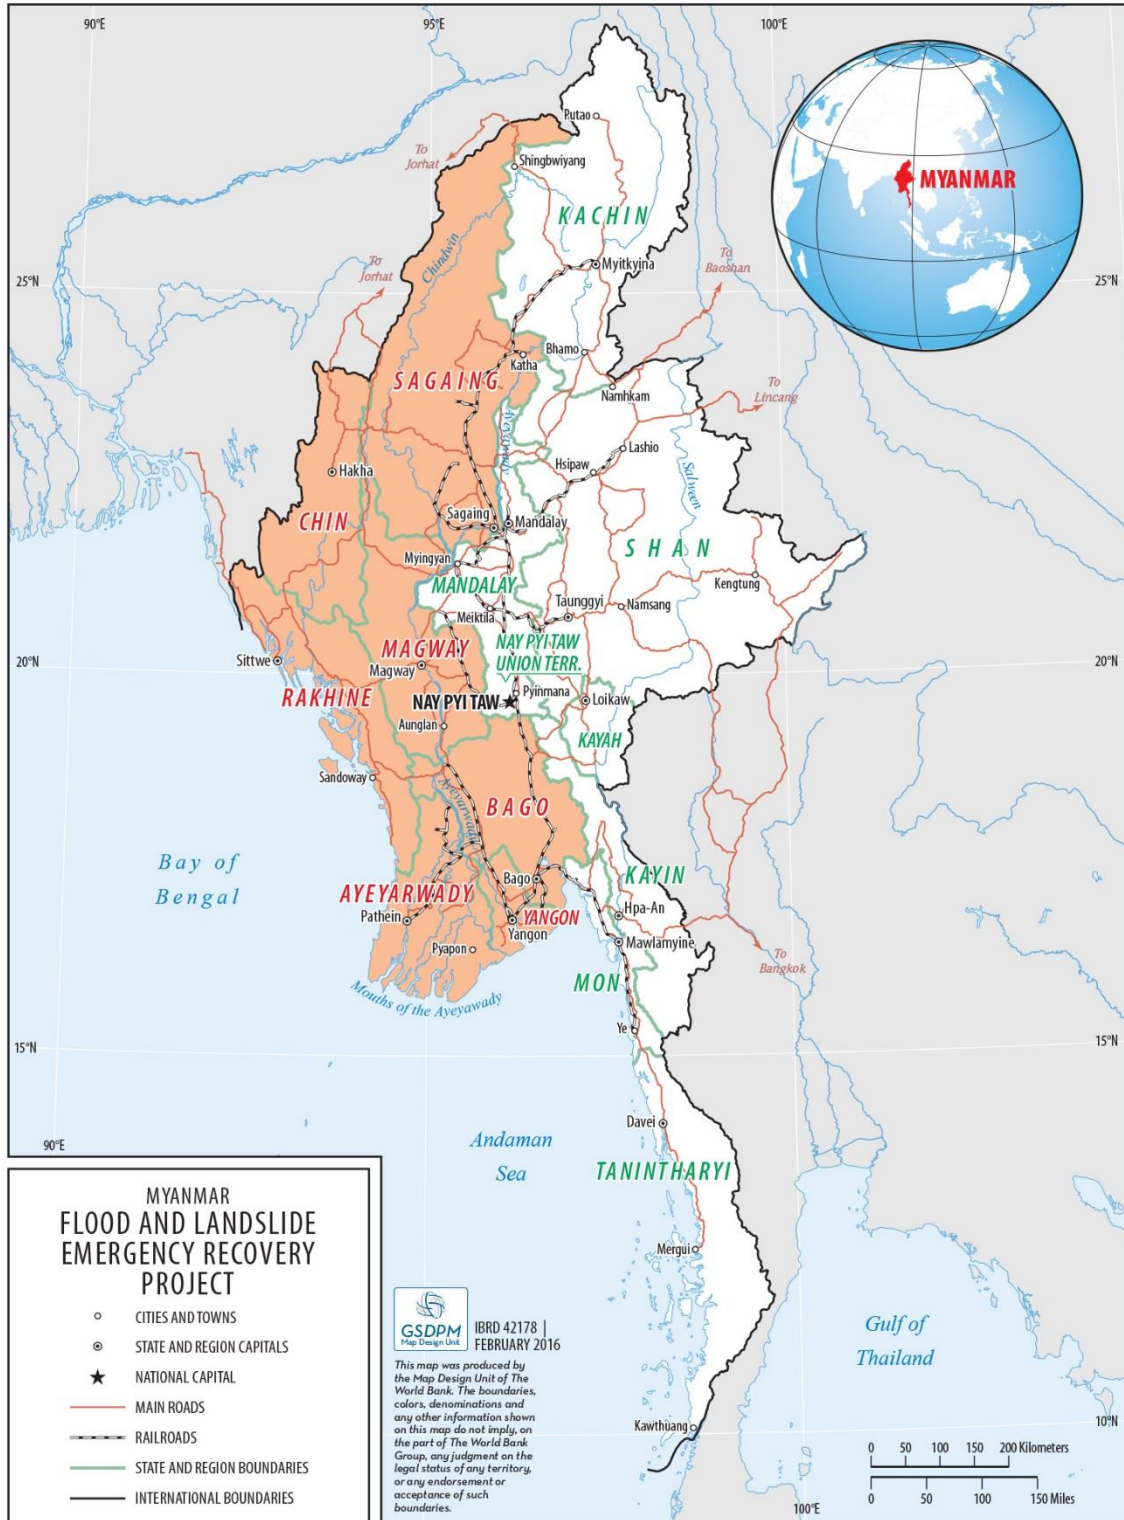 90°E
95°E
100°E
Putao
To
Jorhat
Shingbwiyang
KACHIN
MYANMAR
Chindwin
To
Jorhat
Myitkyina
To
Baoshan
25°N
25°N
Bhamo
Katha
SAGAING
Namhkam
To
Lincang
Ayeyawady
Lashio
Hsipaw
Hakha
Salween
CHIN
Sagaing
Mandalay
SHAN
Myingyan
MANDALAY
Kengtung
Taunggyi
Namsang
Meiktila
MAGWAY
NAY PYI TAW
UNION TERR.
20°N
20°N
Sittwe
Magway
RAKHINE
Pyinmana
NAY PYI TAW
Loikaw
Aunglan
KAYAH
Sandoway
Ayeyarwady
BAGO
Bay of
Bengal
Bago
KAYIN
AYEYARWADY
Pathein
YANGON
Hpa-An
Yangon
Mawlamyine
Pyapon
To
Bangkok
MON
Mouths of the Ayeyawady
Ye
15°N
15°N
Davei
90°E
Andaman
Sea
TANINTHARYI
Mergui
Gulf of
Thailand
Kawthuang
10°N
100°E
MYANMAR
FLOOD AND LANDSLIDE
EMERGENCY RECOVERY
PROJECT
CITIES AND TOWNS
STATE AND REGION CAPITALS
NATIONAL CAPITAL
MAIN ROADS
RAILROADS
STATE AND REGION BOUNDARIES
INTERNATIONAL BOUNDARIES
GSDPM
Map Design Unit
IBRD 42178 |
FEBRUARY 2016
This map was produced by
the Map Design Unit of The
World Bank. The boundaries,
colors, denominations and
any other information shown
on this map do not imply, on
the part of The World Bank
Group, any judgment on the
legal status of any territory,
or any endorsement or
acceptance of such
boundaries.
0 50 100 150 200 Kilometers
0 50 100 150 Miles